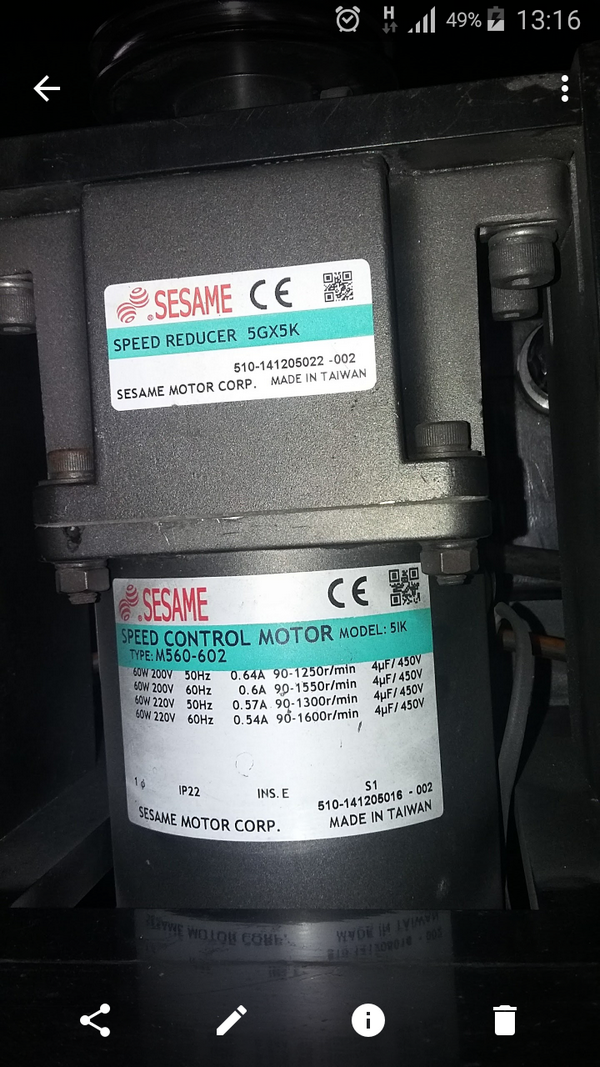 H 49% 13:16
SESAME CE
SPEED REDUCER 5GX5K
510-141205022 -002
SESAME MOTOR CORP. MADE IN TAIWAN
SESAME CE
SPEED CONTROL MOTOR MODEL: 5IK
TYPE: M560-602
60W 200V 50Hz 0.64A 90-1250r/min 4µF/450V
60W 200V 60Hz 0.6A 90-1550r/min 4µF/450V
60W 220V 50Hz 0.57A 90-1300r/min 4µF/450V
60W 220V 60Hz 0.54A 90-1600r/min 4µF/450V
1 ϕ IP22 INS. E S1
510-141205016 - 002
SESAME MOTOR CORP. MADE IN TAIWAN